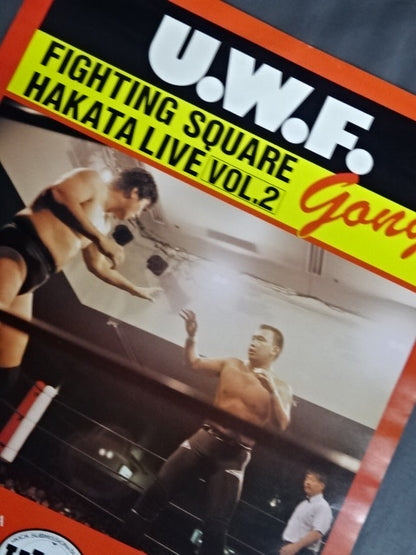 U.W.F.
FIGHTING SQUARE
HAKATA LIVE VOL.2
Gong